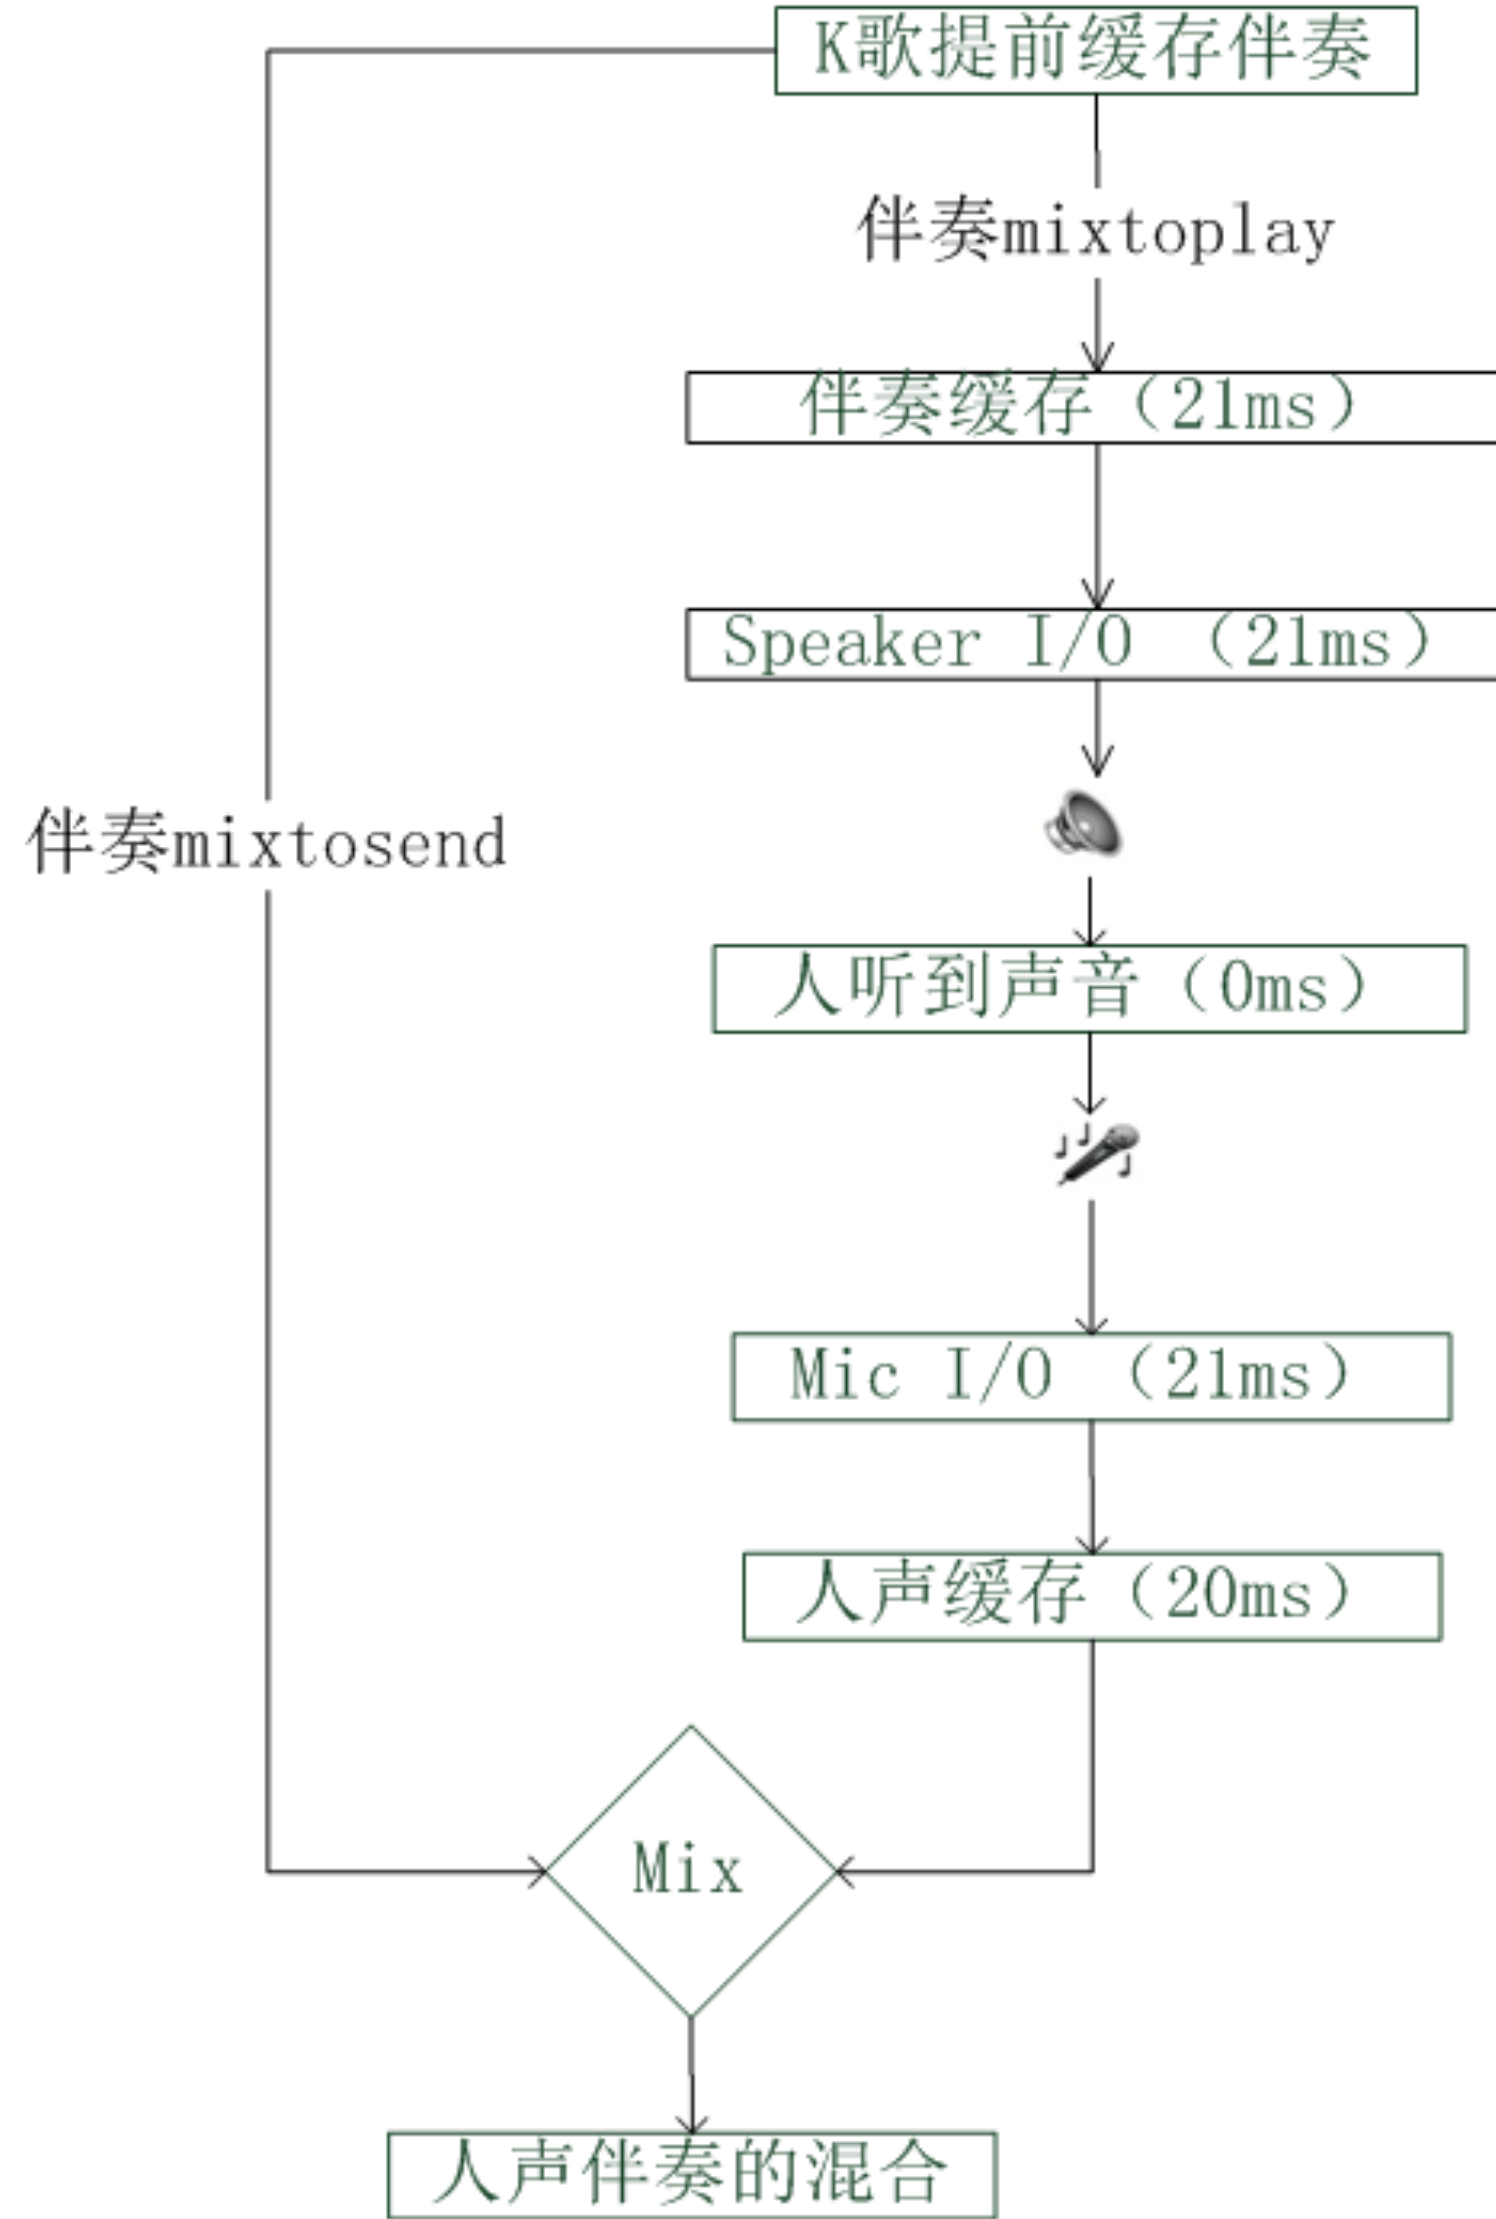 K歌提前缓存伴奏
伴奏mixtoplay
伴奏缓存（21ms）
Speaker I/O （21ms）
伴奏mixtosend
人听到声音（0ms）
Mic I/O （21ms）
人声缓存（20ms）
Mix
人声伴奏的混合